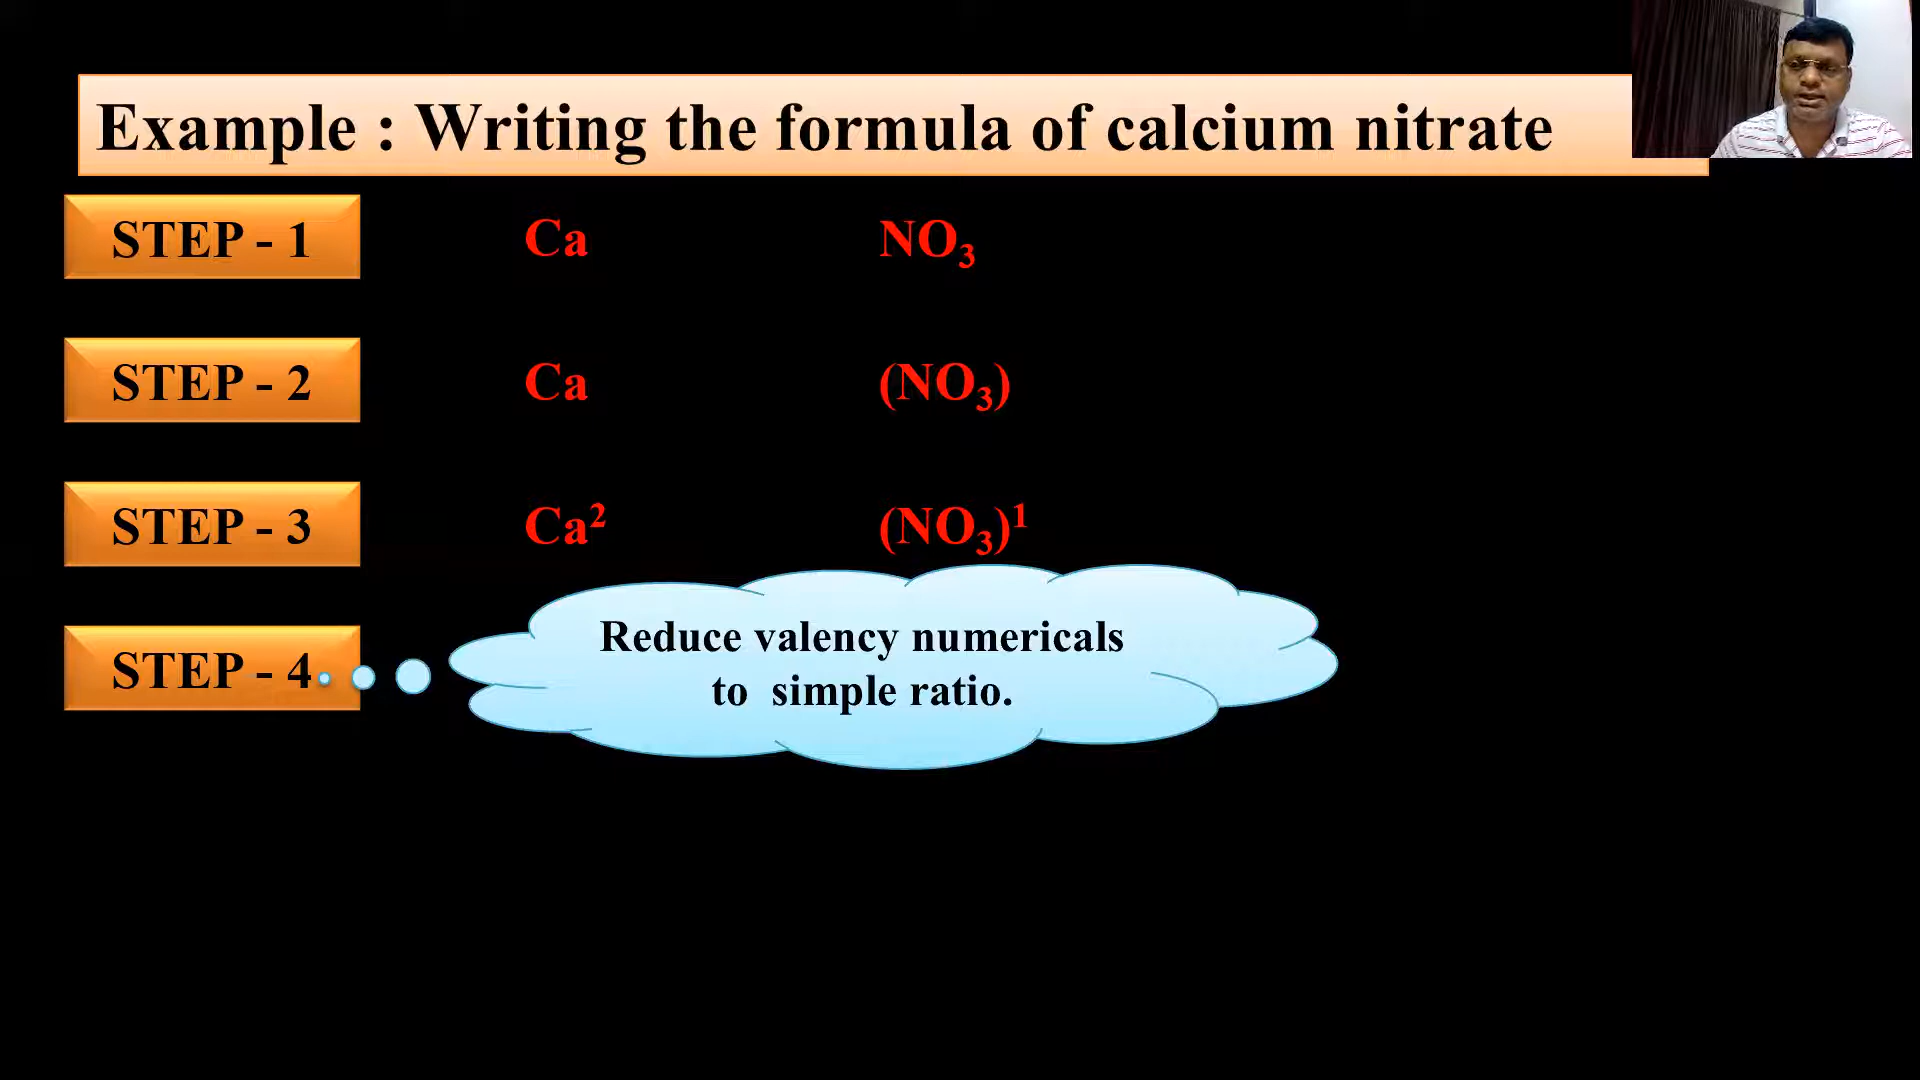 Example : Writing the formula of calcium nitrate
STEP - 1 Ca NO₃
STEP - 2 Ca (NO₃)
STEP - 3 Ca² (NO₃)¹
STEP - 4
Reduce valency numericals
to simple ratio.